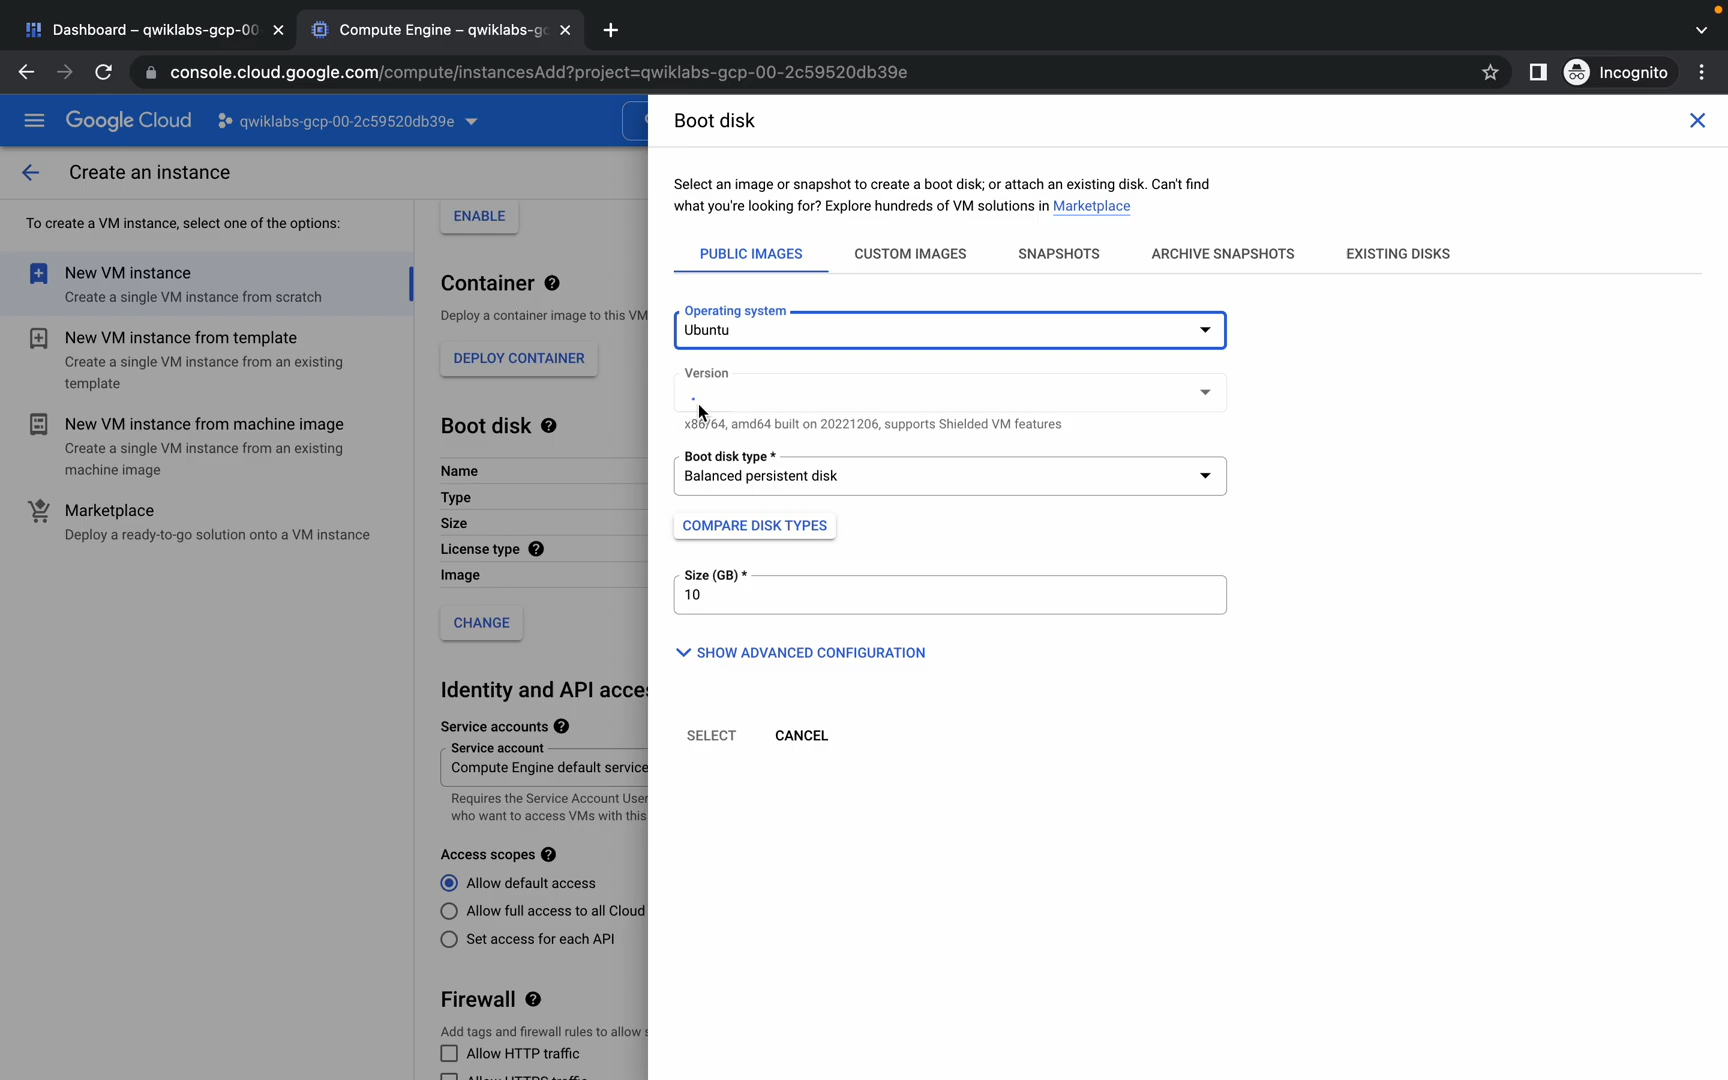 Dashboard – qwiklabs-gcp-00
Compute Engine – qwiklabs-gc
console.cloud.google.com/compute/instancesAdd?project=qwiklabs-gcp-00-2c59520db39e
Incognito
Google Cloud
qwiklabs-gcp-00-2c59520db39e
Create an instance
To create a VM instance, select one of the options:
New VM instance
Create a single VM instance from scratch
New VM instance from template
Create a single VM instance from an existing
template
New VM instance from machine image
Create a single VM instance from an existing
machine image
Marketplace
Deploy a ready-to-go solution onto a VM instance
ENABLE
Container
Deploy a container image to this VM
DEPLOY CONTAINER
Boot disk
Name
Type
Size
License type
Image
CHANGE
Identity and API acce
Service accounts
Service account
Compute Engine default service
Requires the Service Account User
who want to access VMs with this
Access scopes
Allow default access
Allow full access to all Cloud
Set access for each API
Firewall
Add tags and firewall rules to allow s
Allow HTTP traffic
Allow HTTPS traffic
Boot disk
Select an image or snapshot to create a boot disk; or attach an existing disk. Can't find
what you're looking for? Explore hundreds of VM solutions in Marketplace
PUBLIC IMAGES
CUSTOM IMAGES
SNAPSHOTS
ARCHIVE SNAPSHOTS
EXISTING DISKS
Operating system
Ubuntu
Version
x86/64, amd64 built on 20221206, supports Shielded VM features
Boot disk type *
Balanced persistent disk
COMPARE DISK TYPES
Size (GB) *
10
SHOW ADVANCED CONFIGURATION
SELECT
CANCEL